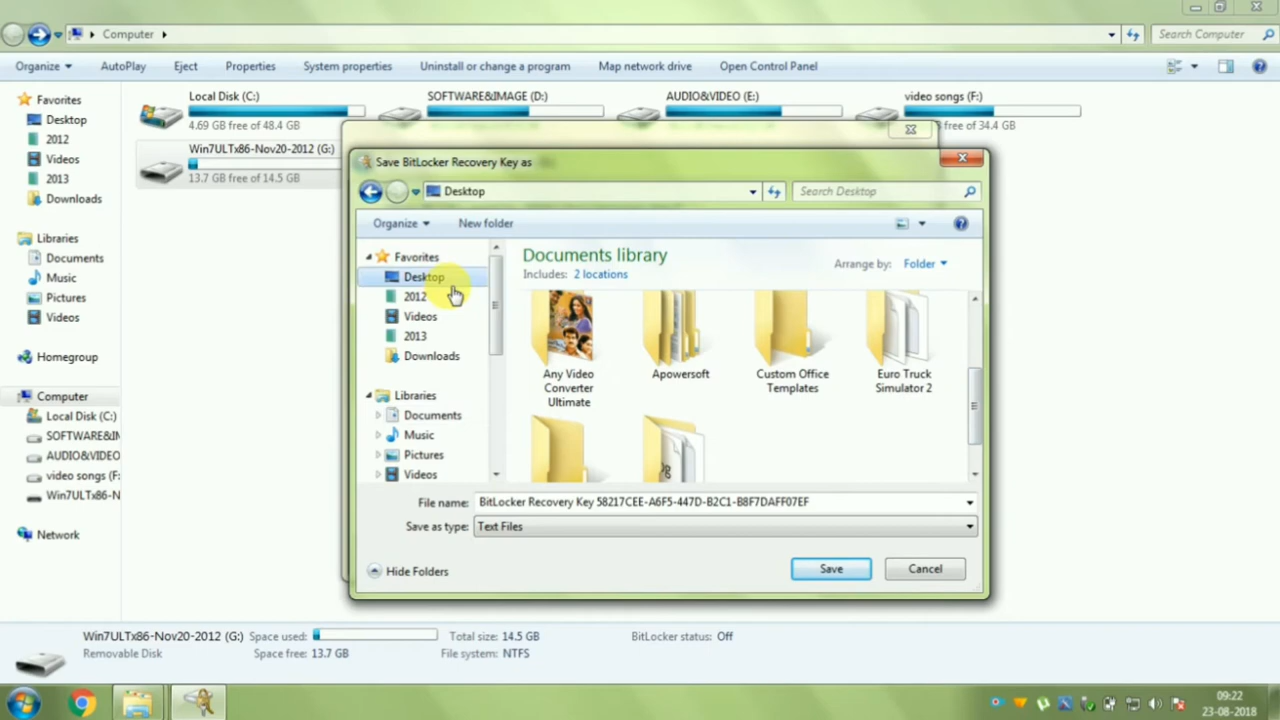 Computer
Search Computer
Organize AutoPlay Eject Properties System properties Uninstall or change a program Map network drive Open Control Panel
Favorites
Desktop
2012
Videos
2013
Downloads
Libraries
Documents
Music
Pictures
Videos
Homegroup
Computer
Local Disk (C:)
SOFTWARE&IM
AUDIO&VIDEO
video songs (F:
Win7ULTx86-N
Network
Local Disk (C:)
4.69 GB free of 48.4 GB
SOFTWARE&IMAGE (D:)
AUDIO&VIDEO (E:)
video songs (F:)
free of 34.4 GB
Win7ULTx86-Nov20-2012 (G:)
13.7 GB free of 14.5 GB
Save BitLocker Recovery Key as
Desktop
Search Desktop
Organize New folder
Favorites
Desktop
2012
Videos
2013
Downloads
Libraries
Documents
Music
Pictures
Videos
Documents library
Includes: 2 locations
Arrange by: Folder
Any Video
Converter
Ultimate
Apowersoft
Custom Office
Templates
Euro Truck
Simulator 2
File name: BitLocker Recovery Key 58217CEE-A6F5-447D-B2C1-B8F7DAFF07EF
Save as type: Text Files
Hide Folders
Save
Cancel
Win7ULTx86-Nov20-2012 (G:) Space used: Total size: 14.5 GB BitLocker status: Off
Removable Disk Space free: 13.7 GB File system: NTFS
09:22
23-08-2018